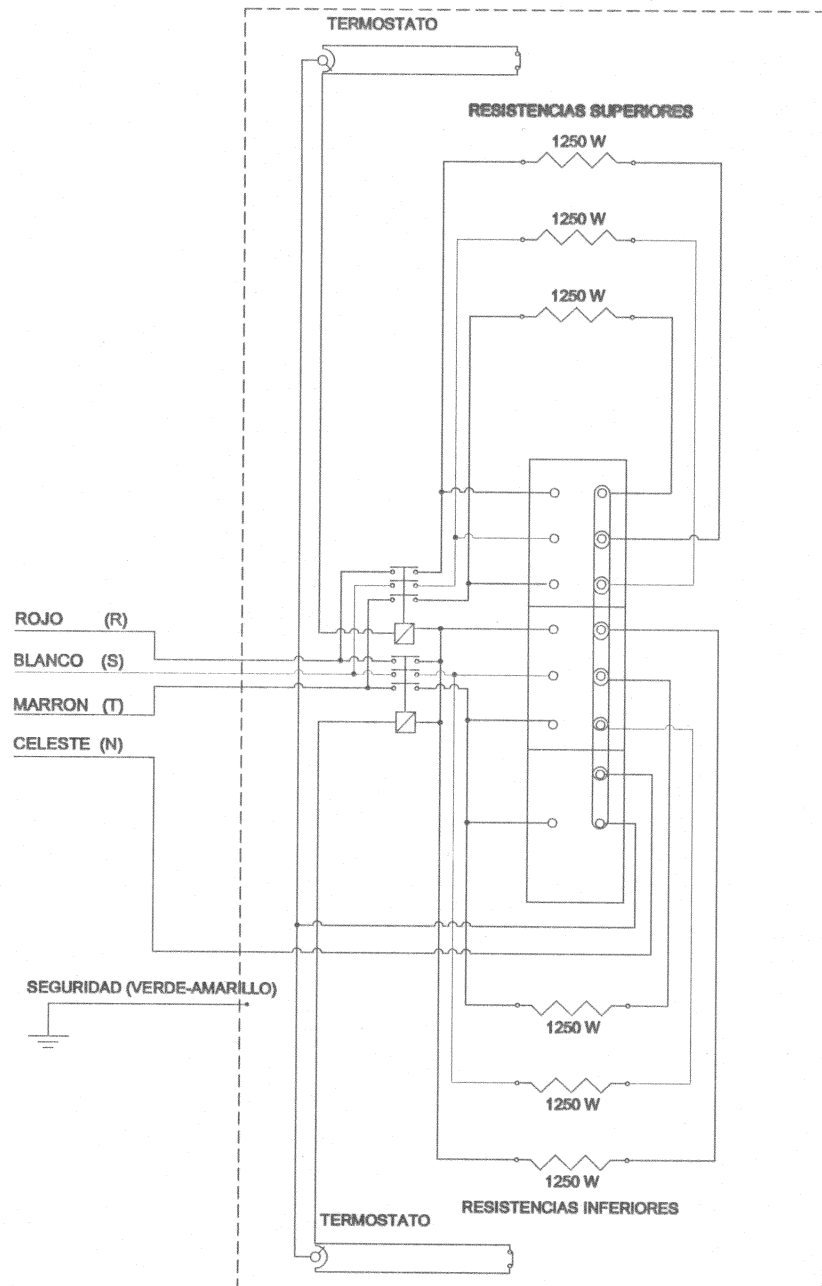 TERMOSTATO
RESISTENCIAS SUPERIORES
1250 W
1250 W
1250 W
ROJO (R)
BLANCO (S)
MARRON (T)
CELESTE (N)
SEGURIDAD (VERDE-AMARILLO)
1250 W
1250 W
1250 W
RESISTENCIAS INFERIORES
TERMOSTATO